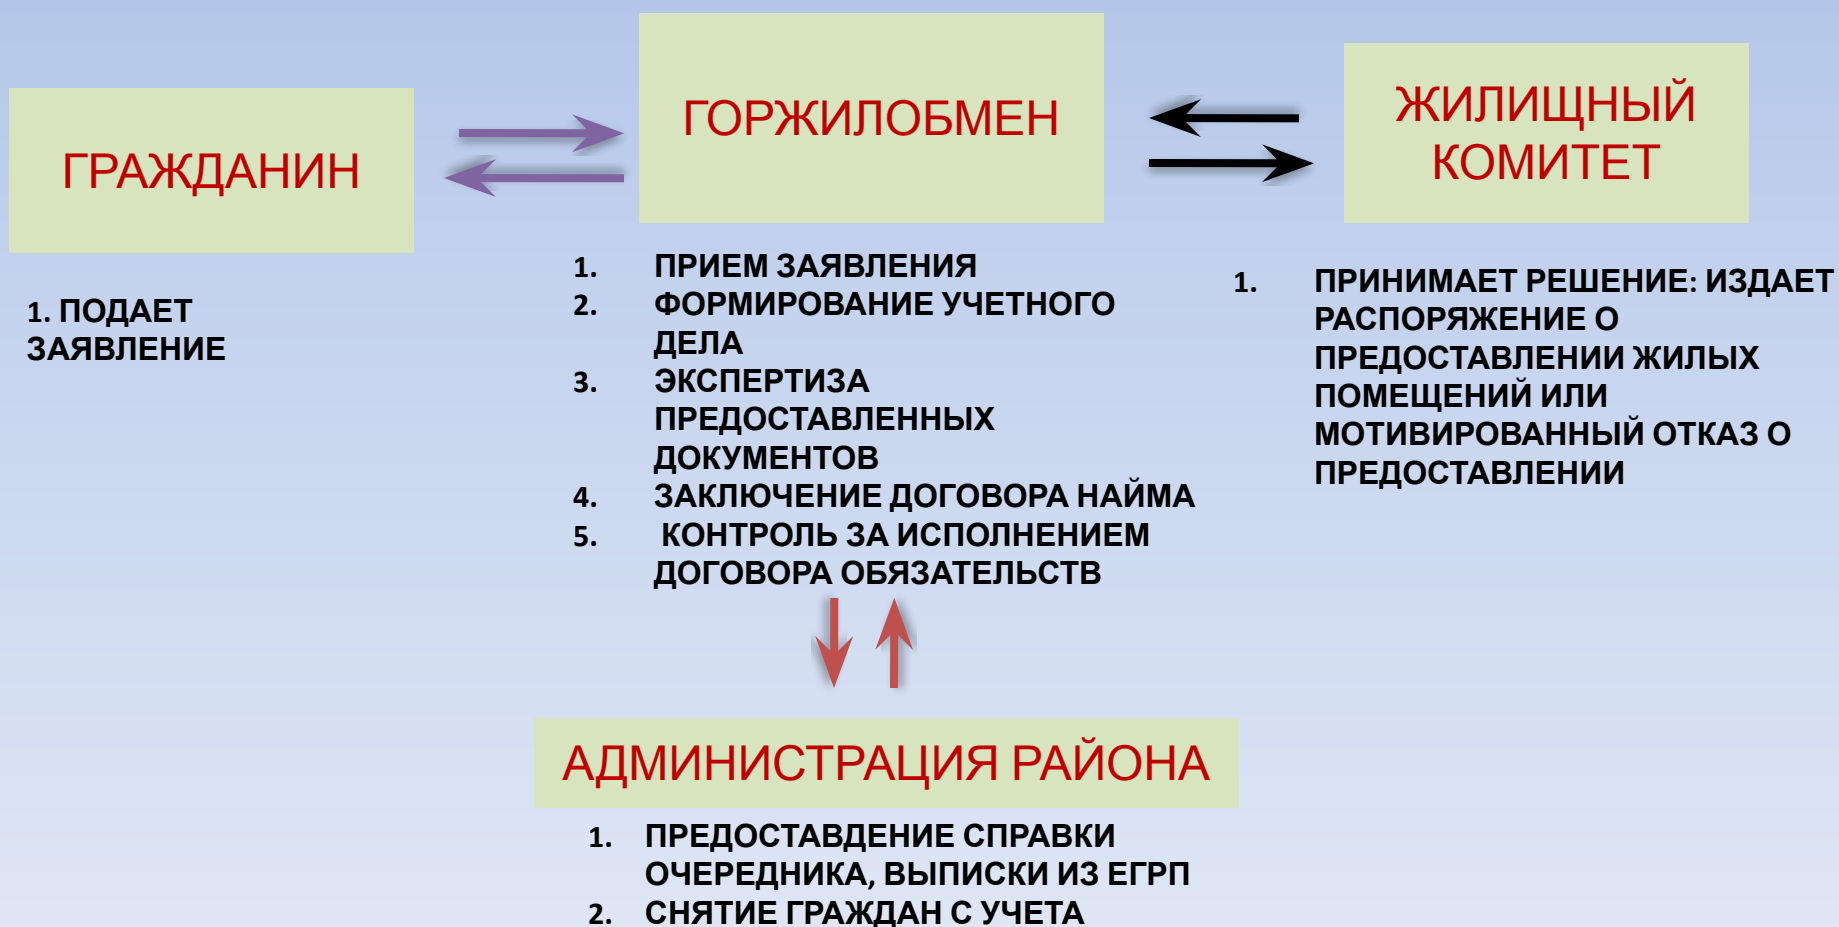 ГРАЖДАНИН
1. ПОДАЕТ
ЗАЯВЛЕНИЕ
ГОРЖИЛОБМЕН
1. ПРИЕМ ЗАЯВЛЕНИЯ
2. ФОРМИРОВАНИЕ УЧЕТНОГО
ДЕЛА
3. ЭКСПЕРТИЗА
ПРЕДОСТАВЛЕННЫХ
ДОКУМЕНТОВ
4. ЗАКЛЮЧЕНИЕ ДОГОВОРА НАЙМА
5. КОНТРОЛЬ ЗА ИСПОЛНЕНИЕМ
ДОГОВОРА ОБЯЗАТЕЛЬСТВ
ЖИЛИЩНЫЙ
КОМИТЕТ
1. ПРИНИМАЕТ РЕШЕНИЕ: ИЗДАЕТ
РАСПОРЯЖЕНИЕ О
ПРЕДОСТАВЛЕНИИ ЖИЛЫХ
ПОМЕЩЕНИЙ ИЛИ
МОТИВИРОВАННЫЙ ОТКАЗ О
ПРЕДОСТАВЛЕНИИ
АДМИНИСТРАЦИЯ РАЙОНА
1. ПРЕДОСТАВДЕНИЕ СПРАВКИ
ОЧЕРЕДНИКА, ВЫПИСКИ ИЗ ЕГРП
2. СНЯТИЕ ГРАЖДАН С УЧЕТА